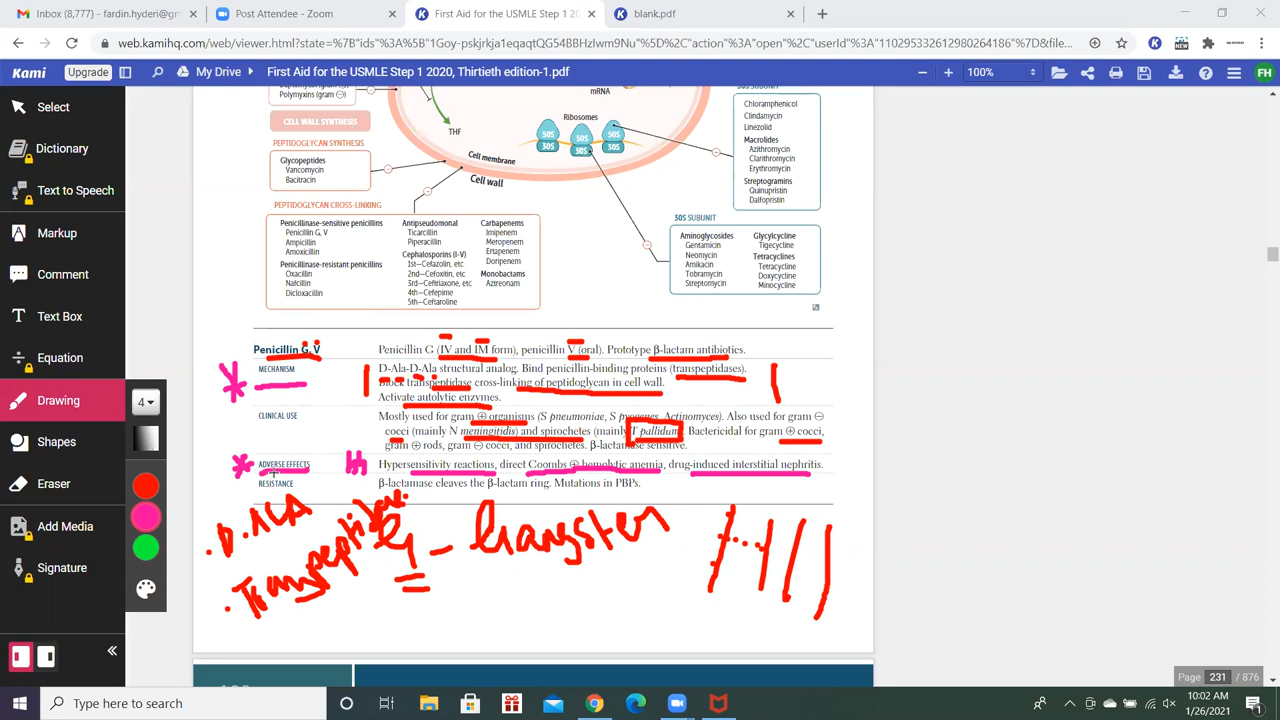 Inbox (8,777) - fardin.hyderi@gm
Post Attendee - Zoom
First Aid for the USMLE Step 1 20
blank.pdf
web.kamihq.com/web/viewer.html?state=%7B"ids"%3A%5B"1Goy-pskirkja1eqaqtQG54BBHzIwm9Nu"%5D%2C"action"%3A"open"%2C"userId"%3A"110295332612980264186"%7D&file...
Kami
Upgrade
My Drive / First Aid for the USMLE Step 1 2020, Thirtieth edition-1.pdf
100%
FH
Select
Dictionary
Text to Speech
Markup
Comment
Text Box
Equation
Drawing
Shapes
Eraser
Add Media
Signature
4
Polymyxins (gram ⊖)
CELL WALL SYNTHESIS
PEPTIDOGLYCAN SYNTHESIS
Glycopeptides
Vancomycin
Bacitracin
THF
mRNA
Ribosomes
50S 50S 50S
30S 30S 30S
Cell membrane
Cell wall
50S SUBUNIT
Chloramphenicol
Clindamycin
Linezolid
Macrolides
Azithromycin
Clarithromycin
Erythromycin
Streptogramins
Quinupristin
Dalfopristin
PEPTIDOGLYCAN CROSS-LINKING
Penicillinase-sensitive penicillins
Penicillin G, V
Ampicillin
Amoxicillin
Penicillinase-resistant penicillins
Oxacillin
Nafcillin
Dicloxacillin
Antipseudomonal
Ticarcillin
Piperacillin
Cephalosporins (I-V)
1st—Cefazolin, etc
2nd—Cefoxitin, etc
3rd—Ceftriaxone, etc
4th—Cefepime
5th—Ceftaroline
Carbapenems
Imipenem
Meropenem
Ertapenem
Doripenem
Monobactams
Aztreonam
30S SUBUNIT
Aminoglycosides
Gentamicin
Neomycin
Amikacin
Tobramycin
Streptomycin
Glycylcycline
Tigecycline
Tetracyclines
Tetracycline
Doxycycline
Minocycline
Penicillin G, V
Penicillin G (IV and IM form), penicillin V (oral). Prototype β-lactam antibiotics.
MECHANISM
D-Ala-D-Ala structural analog. Bind penicillin-binding proteins (transpeptidases).
Block transpeptidase cross-linking of peptidoglycan in cell wall.
Activate autolytic enzymes.
CLINICAL USE
Mostly used for gram ⊕ organisms (S pneumoniae, S pyogenes, Actinomyces). Also used for gram ⊖
cocci (mainly N meningitidis) and spirochetes (mainly T pallidum). Bactericidal for gram ⊕ cocci,
gram ⊕ rods, gram ⊖ cocci, and spirochetes. β-lactamase sensitive.
ADVERSE EFFECTS
Hypersensitivity reactions, direct Coombs ⊕ hemolytic anemia, drug-induced interstitial nephritis.
RESISTANCE
β-lactamase cleaves the β-lactam ring. Mutations in PBPs.
. D. ALA
G - Gangster
Page 231 / 876
Type here to search
10:02 AM
1/26/2021